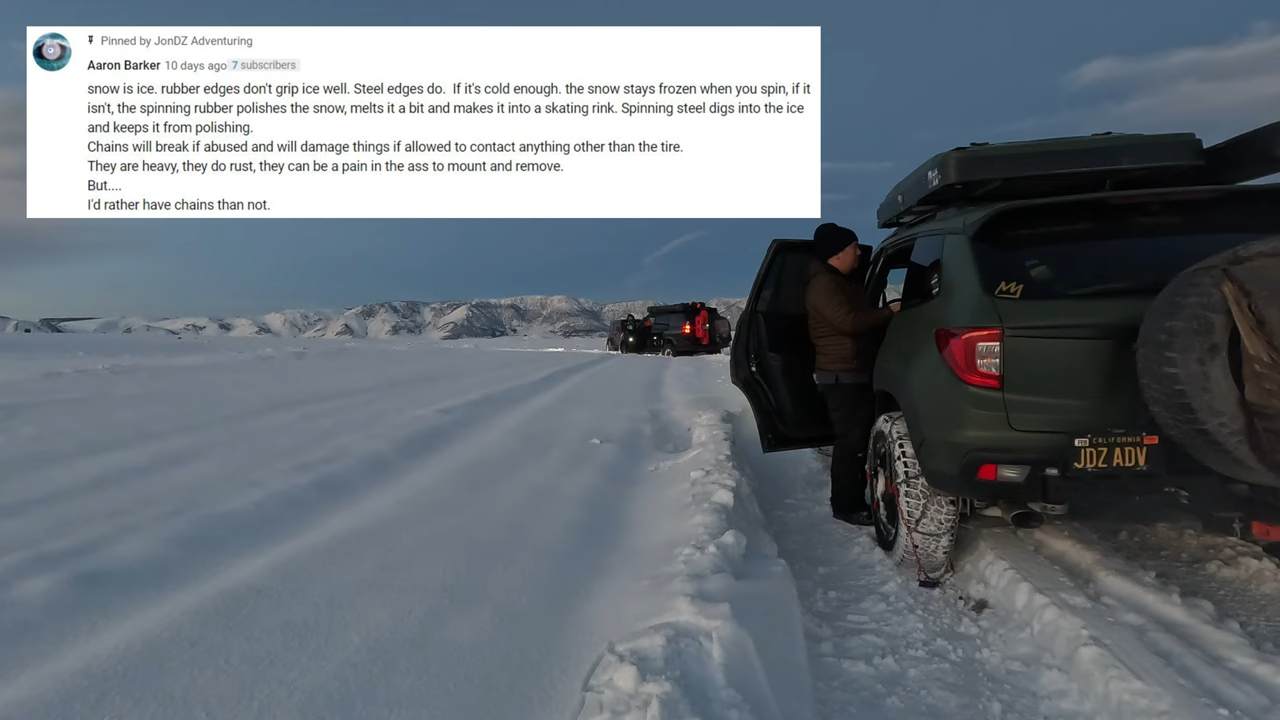 Pinned by JonDZ Adventuring
Aaron Barker 10 days ago 7 subscribers
snow is ice. rubber edges don't grip ice well. Steel edges do.  If it's cold enough. the snow stays frozen when you spin, if it
isn't, the spinning rubber polishes the snow, melts it a bit and makes it into a skating rink. Spinning steel digs into the ice
and keeps it from polishing.
Chains will break if abused and will damage things if allowed to contact anything other than the tire.
They are heavy, they do rust, they can be a pain in the ass to mount and remove.
But....
I'd rather have chains than not.
CALIFORNIA
JDZ ADV